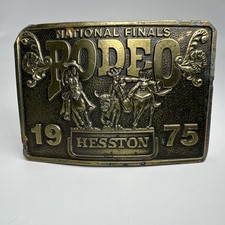 NATIONAL FINALS
RODEO
19 75
HESSTON